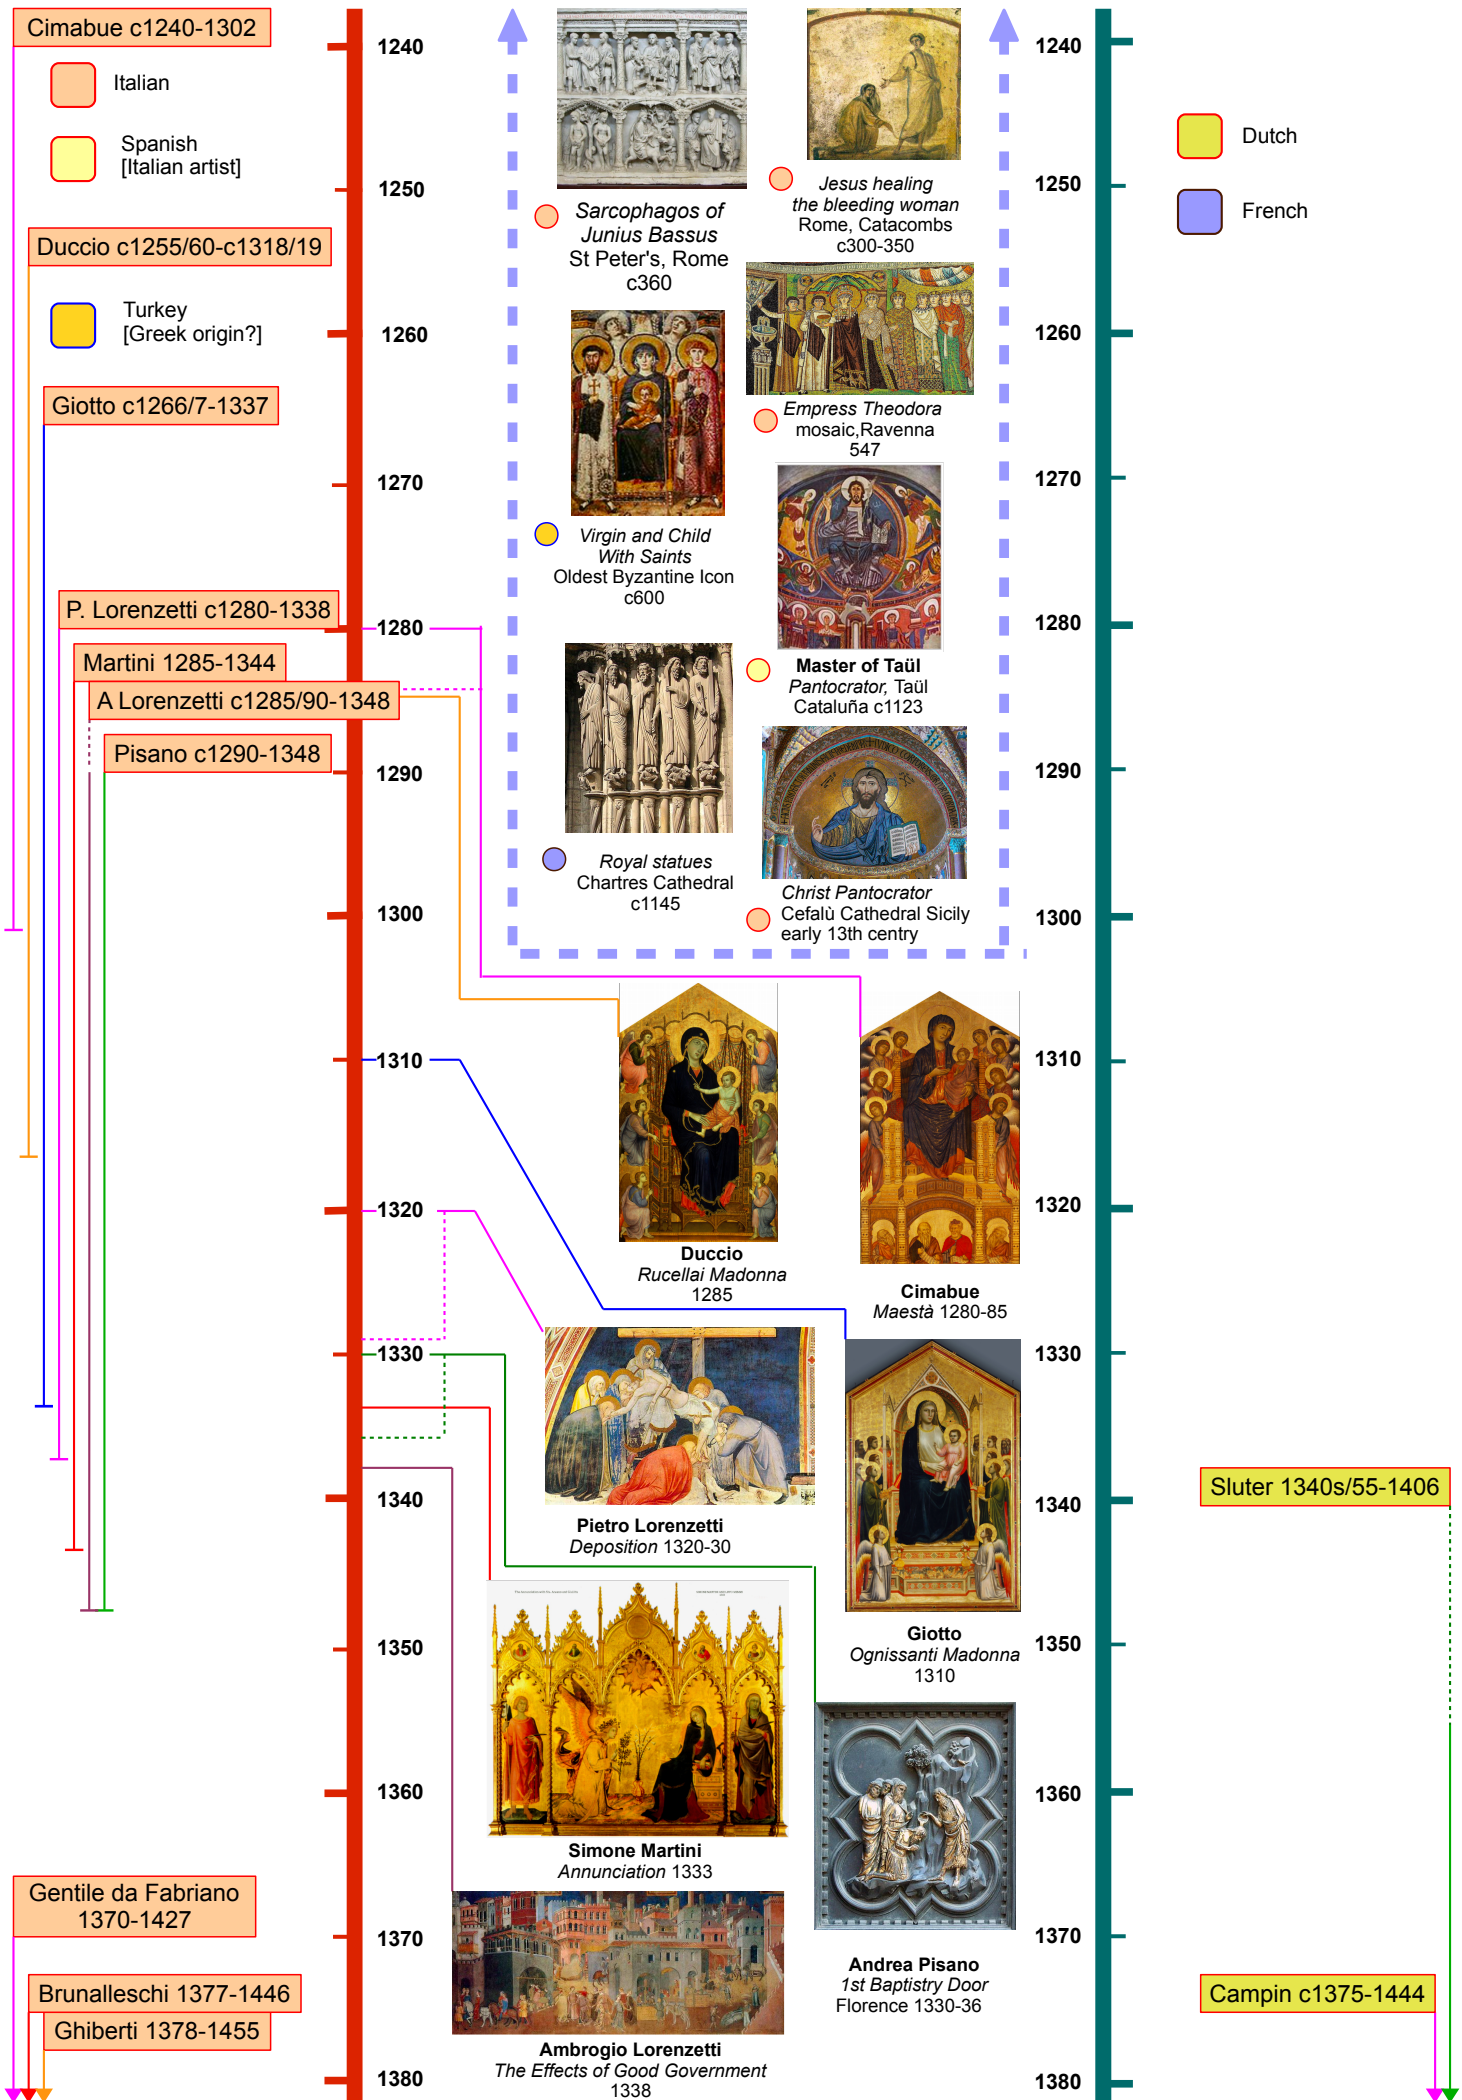 Cimabue c1240-1302
Italian
Spanish
[Italian artist]
Duccio c1255/60-c1318/19
Turkey
[Greek origin?]
Giotto c1266/7-1337
P. Lorenzetti c1280-1338
Martini 1285-1344
A Lorenzetti c1285/90-1348
Pisano c1290-1348
Gentile da Fabriano
1370-1427
Brunalleschi 1377-1446
Ghiberti 1378-1455
1240
1250
1260
1270
1280
1290
1300
1310
1320
1330
1340
1350
1360
1370
1380
Sarcophagos of
Junius Bassus
St Peter's, Rome
c360
Jesus healing
the bleeding woman
Rome, Catacombs
c300-350
Empress Theodora
mosaic,Ravenna
547
Virgin and Child
With Saints
Oldest Byzantine Icon
c600
Master of Taül
Pantocrator, Taül
Cataluña c1123
Royal statues
Chartres Cathedral
c1145
Christ Pantocrator
Cefalù Cathedral Sicily
early 13th centry
Duccio
Rucellai Madonna
1285
Cimabue
Maestà 1280-85
Pietro Lorenzetti
Deposition 1320-30
Giotto
Ognissanti Madonna
1310
Simone Martini
Annunciation 1333
Andrea Pisano
1st Baptistry Door
Florence 1330-36
Ambrogio Lorenzetti
The Effects of Good Government
1338
1240
1250
1260
1270
1280
1290
1300
1310
1320
1330
1340
1350
1360
1370
1380
Dutch
French
Sluter 1340s/55-1406
Campin c1375-1444